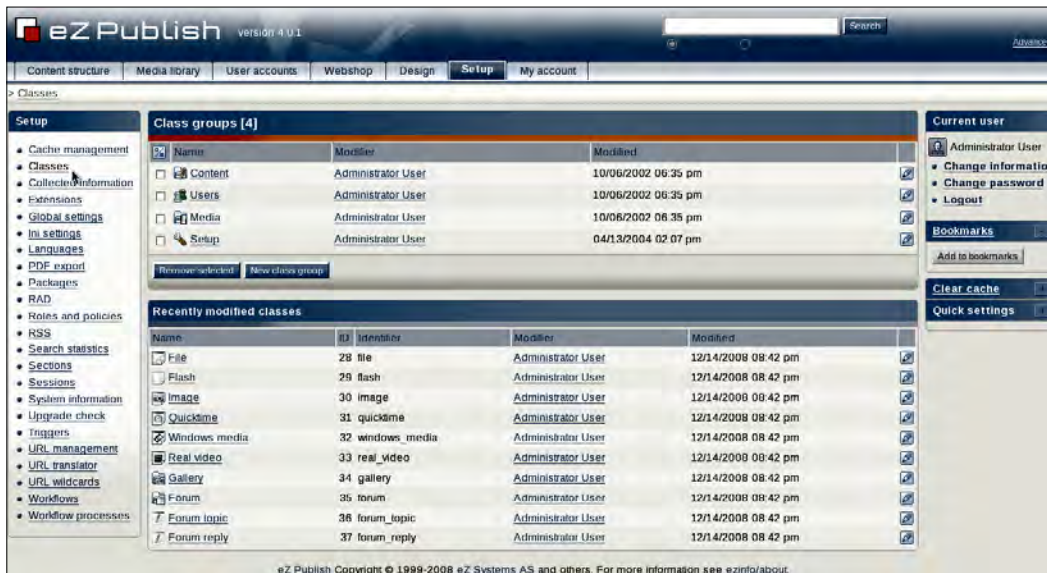 eZ Publish version 4.0.1
Search
Advance
Content structure Media library User accounts Webshop Design Setup My account
> Classes
Setup
Cache management
Classes
Collected information
Extensions
Global settings
Ini settings
Languages
PDF export
Packages
RAD
Roles and policies
RSS
Search statistics
Sections
Sessions
System information
Upgrade check
Triggers
URL management
URL translator
URL wildcards
Workflows
Workflow processes
Class groups [4]
Name Modifier Modified
Content Administrator User 10/06/2002 06:35 pm
Users Administrator User 10/06/2002 06:35 pm
Media Administrator User 10/06/2002 06:35 pm
Setup Administrator User 04/13/2004 02:07 pm
Remove selected New class group
Recently modified classes
Name ID Identifier Modifier Modified
File 28 file Administrator User 12/14/2008 08:42 pm
Flash 29 flash Administrator User 12/14/2008 08:42 pm
Image 30 image Administrator User 12/14/2008 08:42 pm
Quicktime 31 quicktime Administrator User 12/14/2008 08:42 pm
Windows media 32 windows_media Administrator User 12/14/2008 08:42 pm
Real video 33 real_video Administrator User 12/14/2008 08:42 pm
Gallery 34 gallery Administrator User 12/14/2008 08:42 pm
Forum 35 forum Administrator User 12/14/2008 08:42 pm
Forum topic 36 forum_topic Administrator User 12/14/2008 08:42 pm
Forum reply 37 forum_reply Administrator User 12/14/2008 08:42 pm
Current user
Administrator User
Change informatio
Change password
Logout
Bookmarks
Add to bookmarks
Clear cache
Quick settings
eZ Publish Copyright © 1999-2008 eZ Systems AS and others. For more information see ezinfo/about.